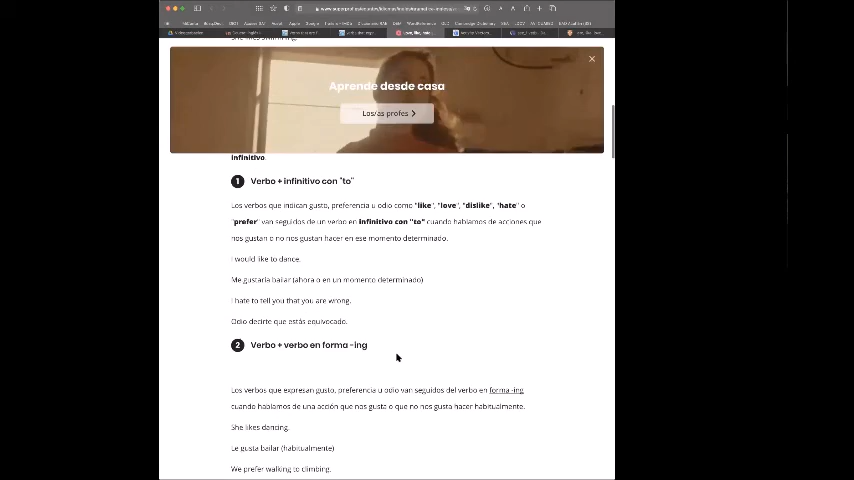 Aprende desde casa
Los/as profes
infinitivo.
1 Verbo + infinitivo con "to"
Los verbos que indican gusto, preferencia u odio como "like", "love", "dislike", "hate" o
"prefer" van seguidos de un verbo en infinitivo con "to" cuando hablamos de acciones que
nos gustan o no nos gustan hacer en ese momento determinado.
I would like to dance.
Me gustaría bailar (ahora o en un momento determinado)
I hate to tell you that you are wrong.
Odio decirte que estás equivocado.
2 Verbo + verbo en forma -ing
Los verbos que expresan gusto, preferencia u odio van seguidos del verbo en forma -ing
cuando hablamos de una acción que nos gusta o que no nos gusta hacer habitualmente.
She likes dancing.
Le gusta bailar (habitualmente)
We prefer walking to climbing.